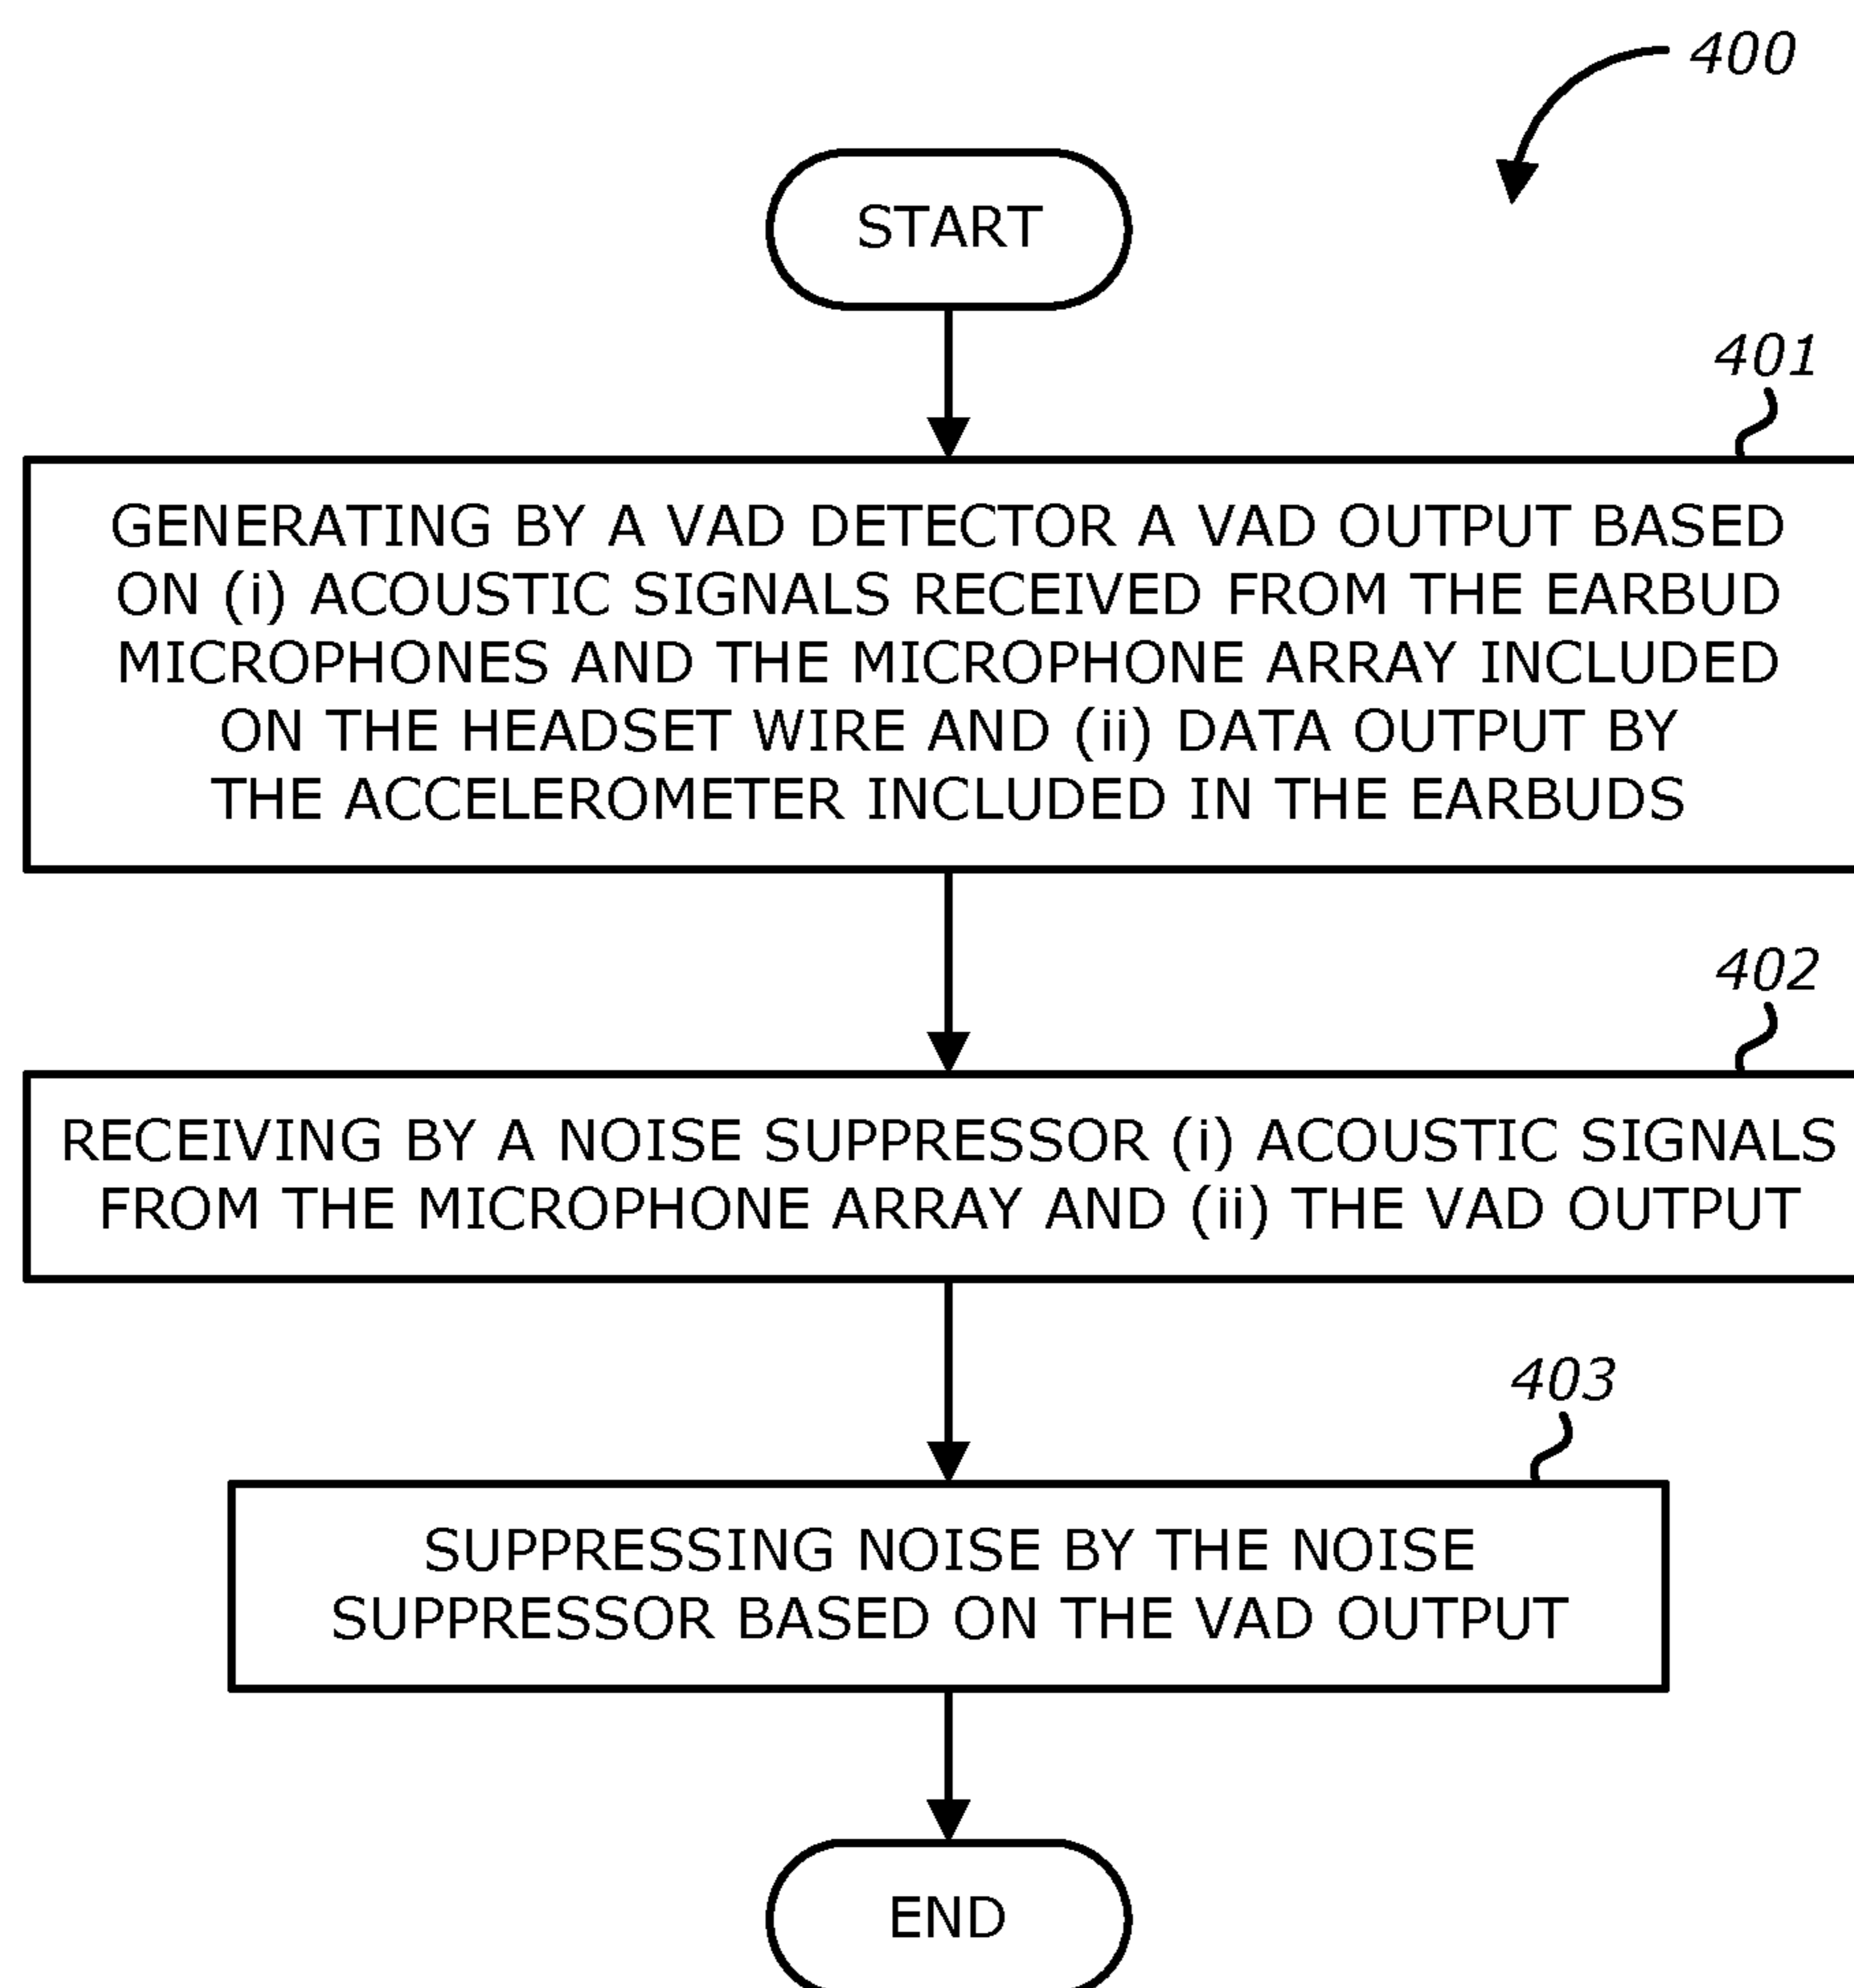 400
START
401
GENERATING BY A VAD DETECTOR A VAD OUTPUT BASED
ON (i) ACOUSTIC SIGNALS RECEIVED FROM THE EARBUD
MICROPHONES AND THE MICROPHONE ARRAY INCLUDED
ON THE HEADSET WIRE AND (ii) DATA OUTPUT BY
THE ACCELEROMETER INCLUDED IN THE EARBUDS
402
RECEIVING BY A NOISE SUPPRESSOR (i) ACOUSTIC SIGNALS
FROM THE MICROPHONE ARRAY AND (ii) THE VAD OUTPUT
403
SUPPRESSING NOISE BY THE NOISE
SUPPRESSOR BASED ON THE VAD OUTPUT
END